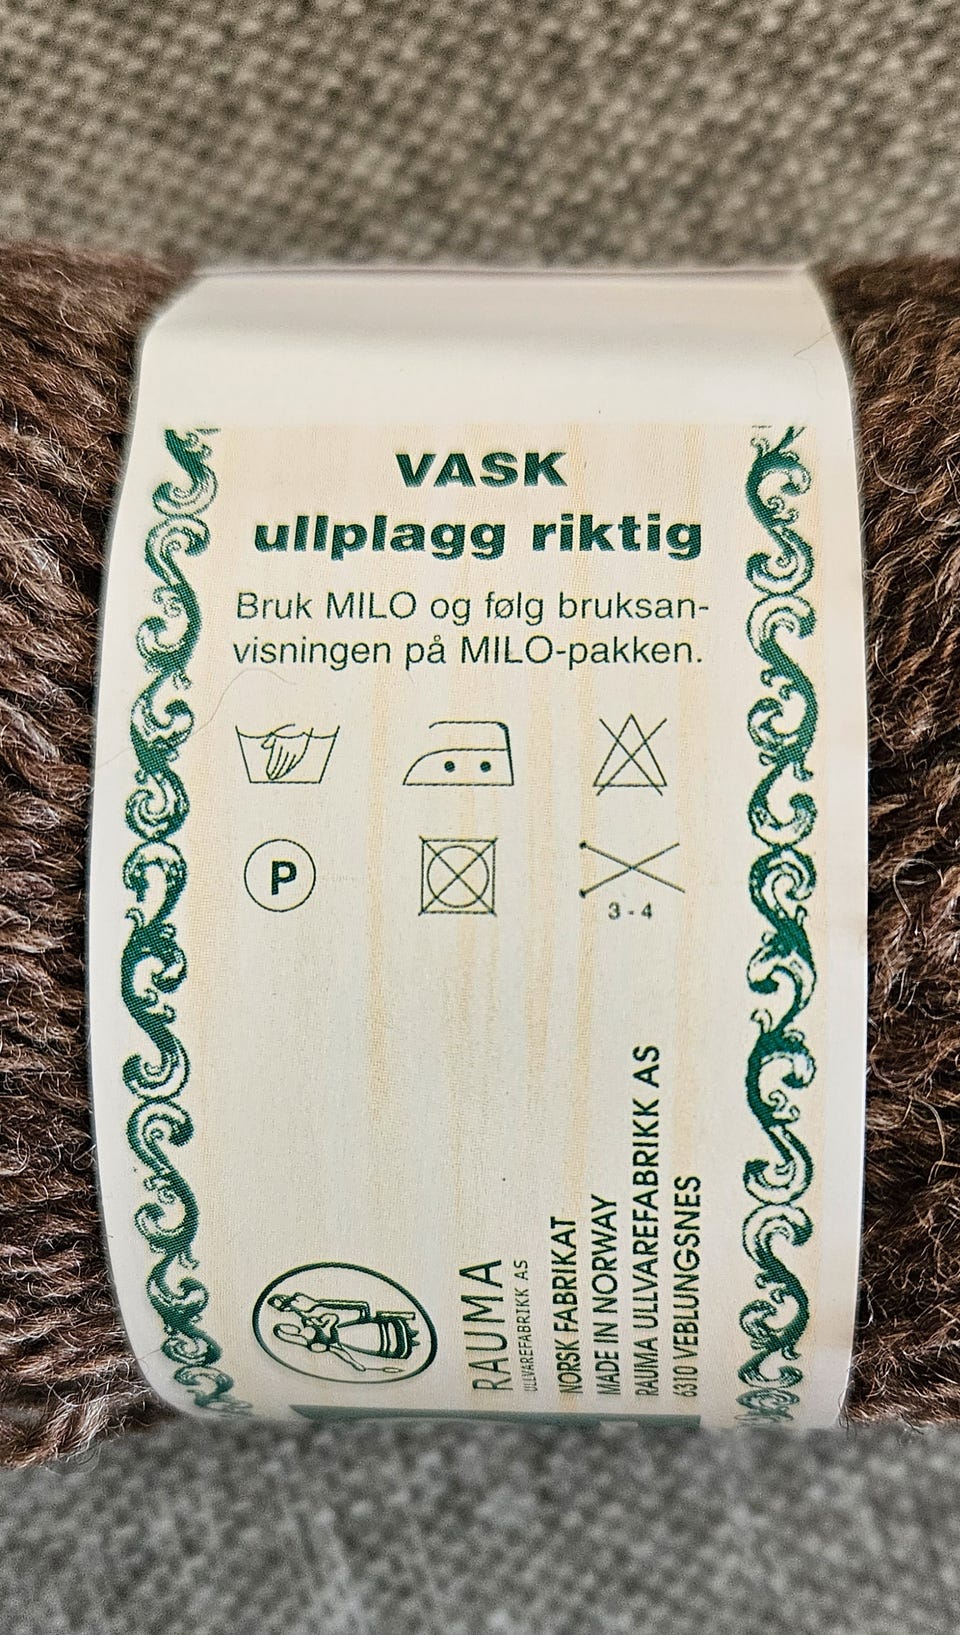 VASK
ullplagg riktig
Bruk MILO og følg bruksan-
visningen på MILO-pakken.
P
3 - 4
RAUMA
ULLVAREFABRIKK AS
NORSK FABRIKAT
MADE IN NORWAY
RAUMA ULLVAREFABRIKK AS
6310 VEBLUNGSNES